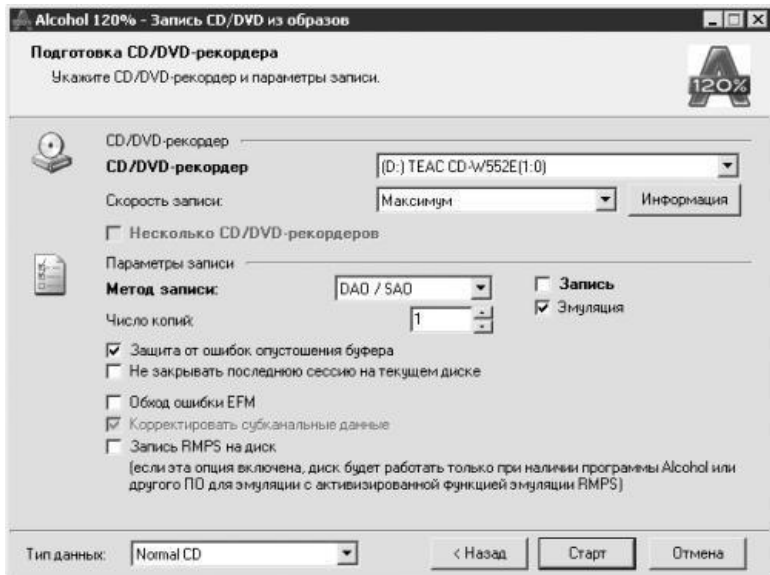 Alcohol 120% - Запись CD/DVD из образов
Подготовка CD/DVD-рекордера
Укажите CD/DVD-рекордер и параметры записи.
120%
CD/DVD-рекордер
CD/DVD-рекордер
(D:) TEAC CD-W552E(1:0)
Скорость записи:
Максимум
Информация
Несколько CD/DVD-рекордеров
Параметры записи
Метод записи:
DAO / SAO
Запись
Эмуляция
Число копий:
1
Защита от ошибок опустошения буфера
Не закрывать последнюю сессию на текущем диске
Обход ошибки EFM
Корректировать субканальные данные
Запись RMPS на диск
(если эта опция включена, диск будет работать только при наличии программы Alcohol или
другого ПО для эмуляции с активизированной функцией эмуляции RMPS)
Тип данных:
Normal CD
< Назад
Старт
Отмена